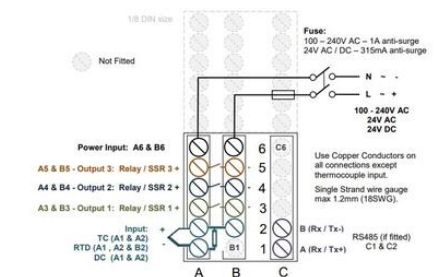 1/8 DIN size
Fuse:
100 – 240V AC – 1A anti-surge
24V AC / DC – 315mA anti-surge
Not Fitted
N ~ -
L ~ +
100 - 240V AC
24V AC
24V DC
Power Input: A6 & B6
6 C6
A5 & B5 - Output 3: Relay / SSR 3 +
5
A4 & B4 - Output 2: Relay / SSR 2 +
4
A3 & B3 - Output 1: Relay / SSR 1 +
3
Use Copper Conductors on
all connections except
thermocouple input.
Single Strand wire gauge
max 1.2mm (18SWG).
Input: +
TC (A1 & A2)
RTD (A1 , A2 & B2)
DC (A1 & A2) -
2
B1 1
B (Rx / Tx-)
A (Rx / Tx+)
RS485 (if fitted)
C1 & C2
A B C